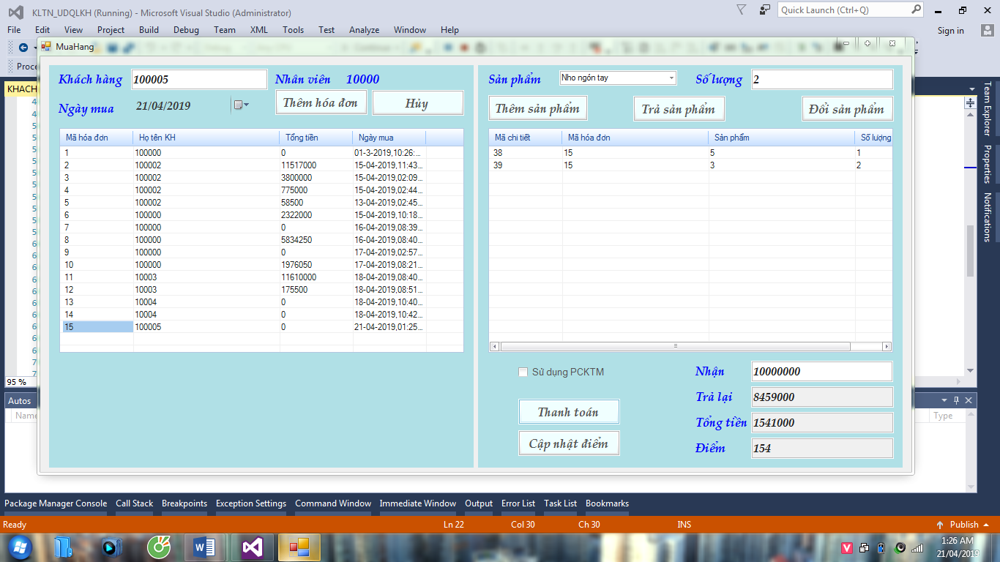 KLTN_UDQLKH (Running) - Microsoft Visual Studio (Administrator)
Quick Launch (Ctrl+Q)
File Edit View Project Build Debug Team XML Tools Test Analyze Window Help
Sign in
MuaHang
Proce
KHACH
Khách hàng 100005 Nhân viên 10000
Ngày mua 21/04/2019 Thêm hóa đơn Hủy
Mã hóa đơn Họ tên KH Tổng tiền Ngày mua
1 100000 0 01-3-2019,10:26:...
2 100002 11517000 15-04-2019,11:43...
3 100002 3800000 15-04-2019,02:09...
4 100002 775000 15-04-2019,02:44...
5 100002 58500 13-04-2019,02:45...
6 100000 2322000 15-04-2019,10:18...
7 100000 0 16-04-2019,08:39...
8 100000 5834250 16-04-2019,08:40...
9 100000 0 17-04-2019,02:57...
10 100000 1976050 17-04-2019,08:21...
11 10003 11610000 18-04-2019,08:40...
12 10003 175500 18-04-2019,08:51...
13 10004 0 18-04-2019,10:40...
14 10004 0 18-04-2019,10:42...
15 100005 0 21-04-2019,01:25...
Sản phẩm Nho ngón tay Số lượng 2
Thêm sản phẩm Trả sản phẩm Đổi sản phẩm
Mã chi tiết Mã hóa đơn Sản phẩm Số lượng
38 15 5 1
39 15 3 2
Sử dụng PCKTM
Thanh toán
Cập nhật điểm
Nhận 10000000
Trả lại 8459000
Tổng tiền 1541000
Điểm 154
Team Explorer
Properties
Notifications
95 %
Autos
Name
Type
Package Manager Console Call Stack Breakpoints Exception Settings Command Window Immediate Window Output Error List Task List Bookmarks
Ready Ln 22 Col 30 Ch 30 INS Publish
1:26 AM
21/04/2019